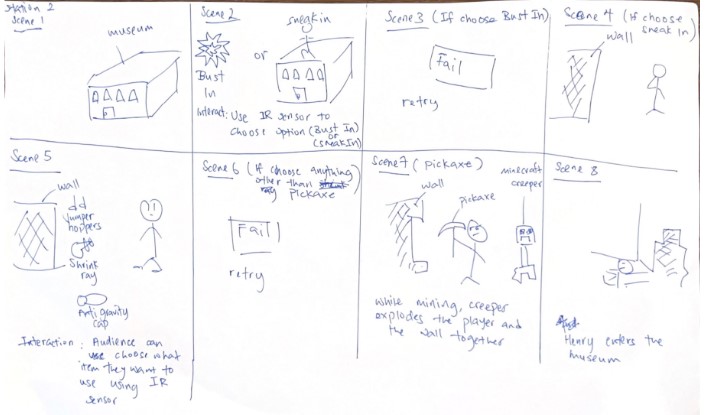 Station 2
Scene 1
museum
Scene 2
sneak in
Bust
In
or
Interact: Use IR sensor to
choose option (Bust In)
or
(sneak In)
Scene 3 (If choose Bust In)
Fail
retry
Scene 4 (If choose
sneak In)
wall
Scene 5
wall
Jumper
hoppers
Shrink
ray
Anti gravity
cap
Interaction : Audience can
choose what
item they want to
use using IR
sensor
Scene 6 (If choose anything
other than
pickaxe)
Fail
retry
Scene 7 (pickaxe)
wall
pickaxe
minecraft
creeper
while mining, creeper
explodes the player and
the wall together
Scene 8
Henry enters the
museum